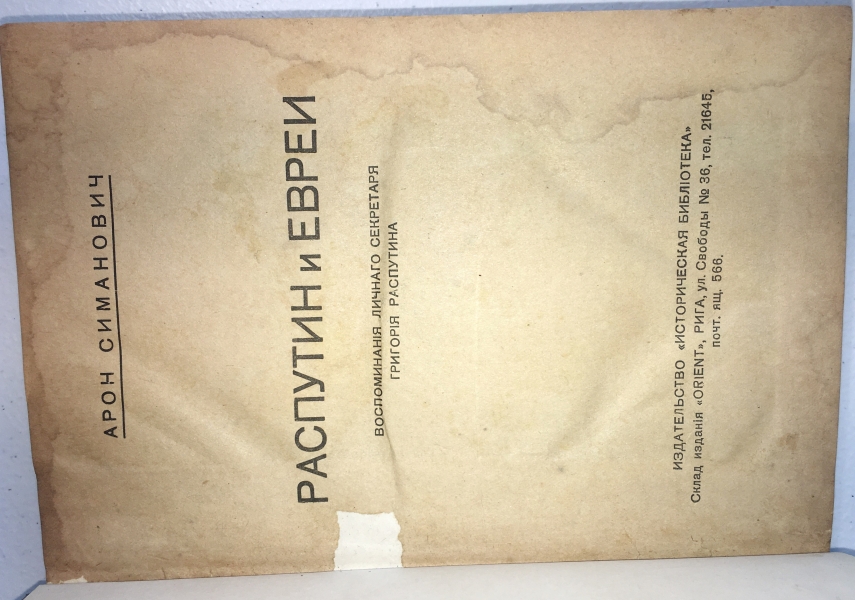 АРОН СИМАНОВИЧ
РАСПУТИН и ЕВРЕИ
ВОСПОМИНАНІЯ ЛИЧНАГО СЕКРЕТАРЯ
ГРИГОРІЯ РАСПУТИНА
ИЗДАТЕЛЬСТВО «ИСТОРИЧЕСКАЯ БИБЛІОТЕКА»
Склад изданія «ORIENT», РИГА, ул. Свободы № 36, тел. 21645,
почт. ящ. 566.